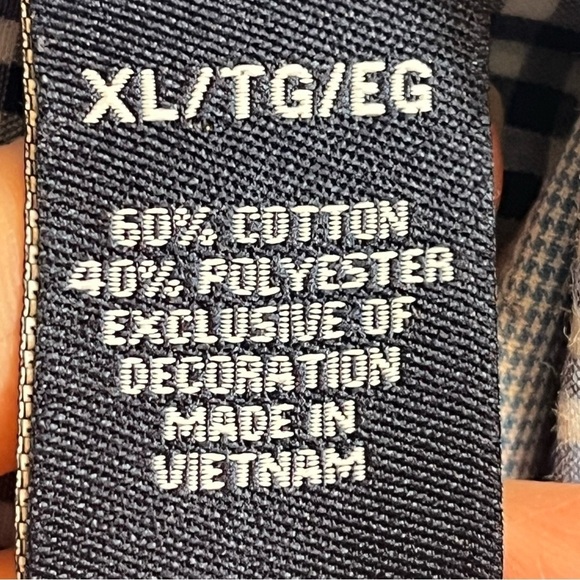 XL/TG/EG
60% COTTON
40% POLYESTER
EXCLUSIVE OF
DECORATION
MADE IN
VIETNAM